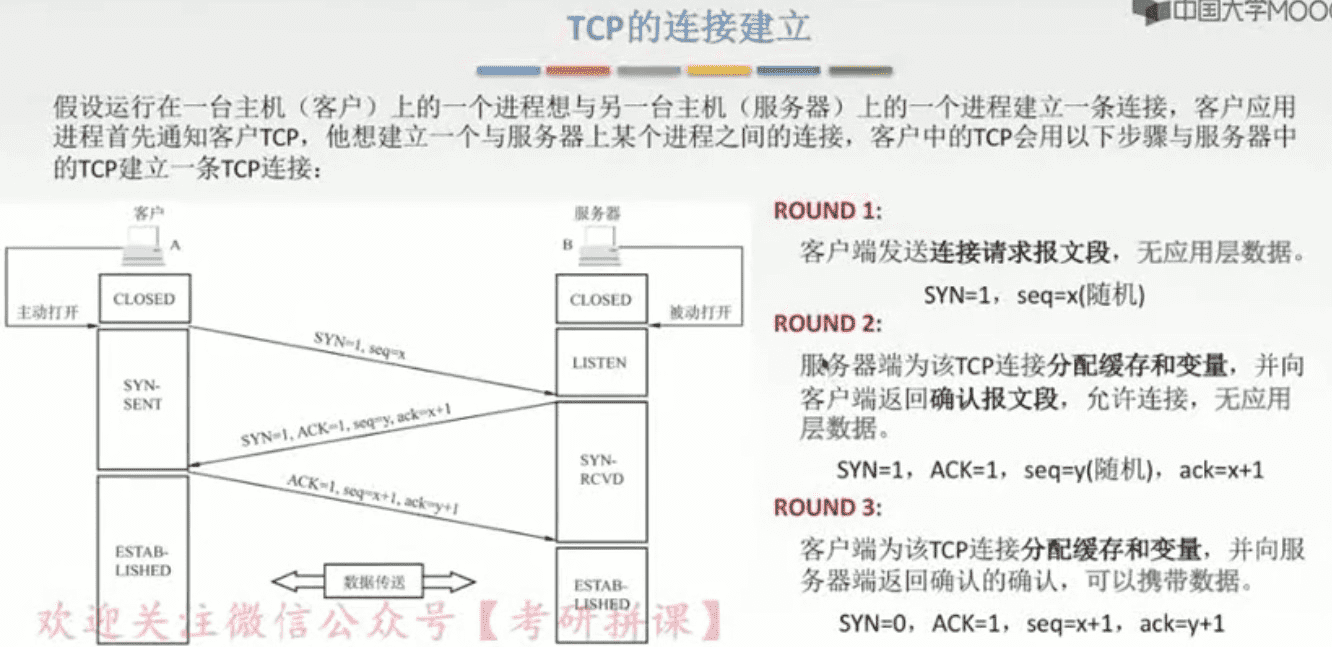 中国大学MOOC
TCP的连接建立
假设运行在一台主机（客户）上的一个进程想与另一台主机（服务器）上的一个进程建立一条连接，客户应用
进程首先通知客户TCP，他想建立一个与服务器上某个进程之间的连接，客户中的TCP会用以下步骤与服务器中
的TCP建立一条TCP连接：
客户
服务器
A
B
主动打开
CLOSED
CLOSED
被动打开
SYN=1, seq=x
LISTEN
SYN-
SENT
SYN=1, ACK=1, seq=y, ack=x+1
SYN-
RCVD
ACK=1, seq=x+1, ack=y+1
ESTAB-
LISHED
数据传送
ESTAB-
LISHED
ROUND 1:
客户端发送连接请求报文段，无应用层数据。
SYN=1，seq=x(随机)
ROUND 2:
服务器端为该TCP连接分配缓存和变量，并向
客户端返回确认报文段，允许连接，无应用
层数据。
SYN=1，ACK=1，seq=y(随机)，ack=x+1
ROUND 3:
客户端为该TCP连接分配缓存和变量，并向服
务器端返回确认的确认，可以携带数据。
SYN=0，ACK=1，seq=x+1，ack=y+1
欢迎关注微信公众号【考研拼课】